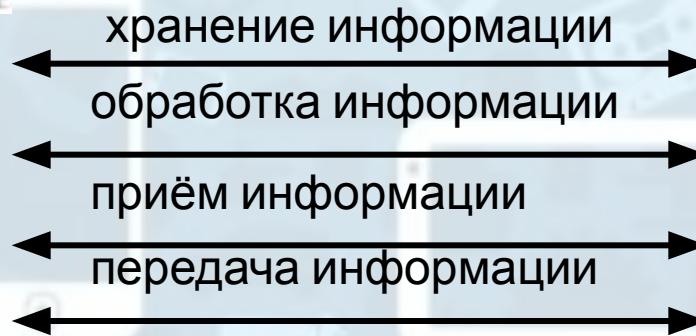 хранение информации
обработка информации
приём информации
передача информации